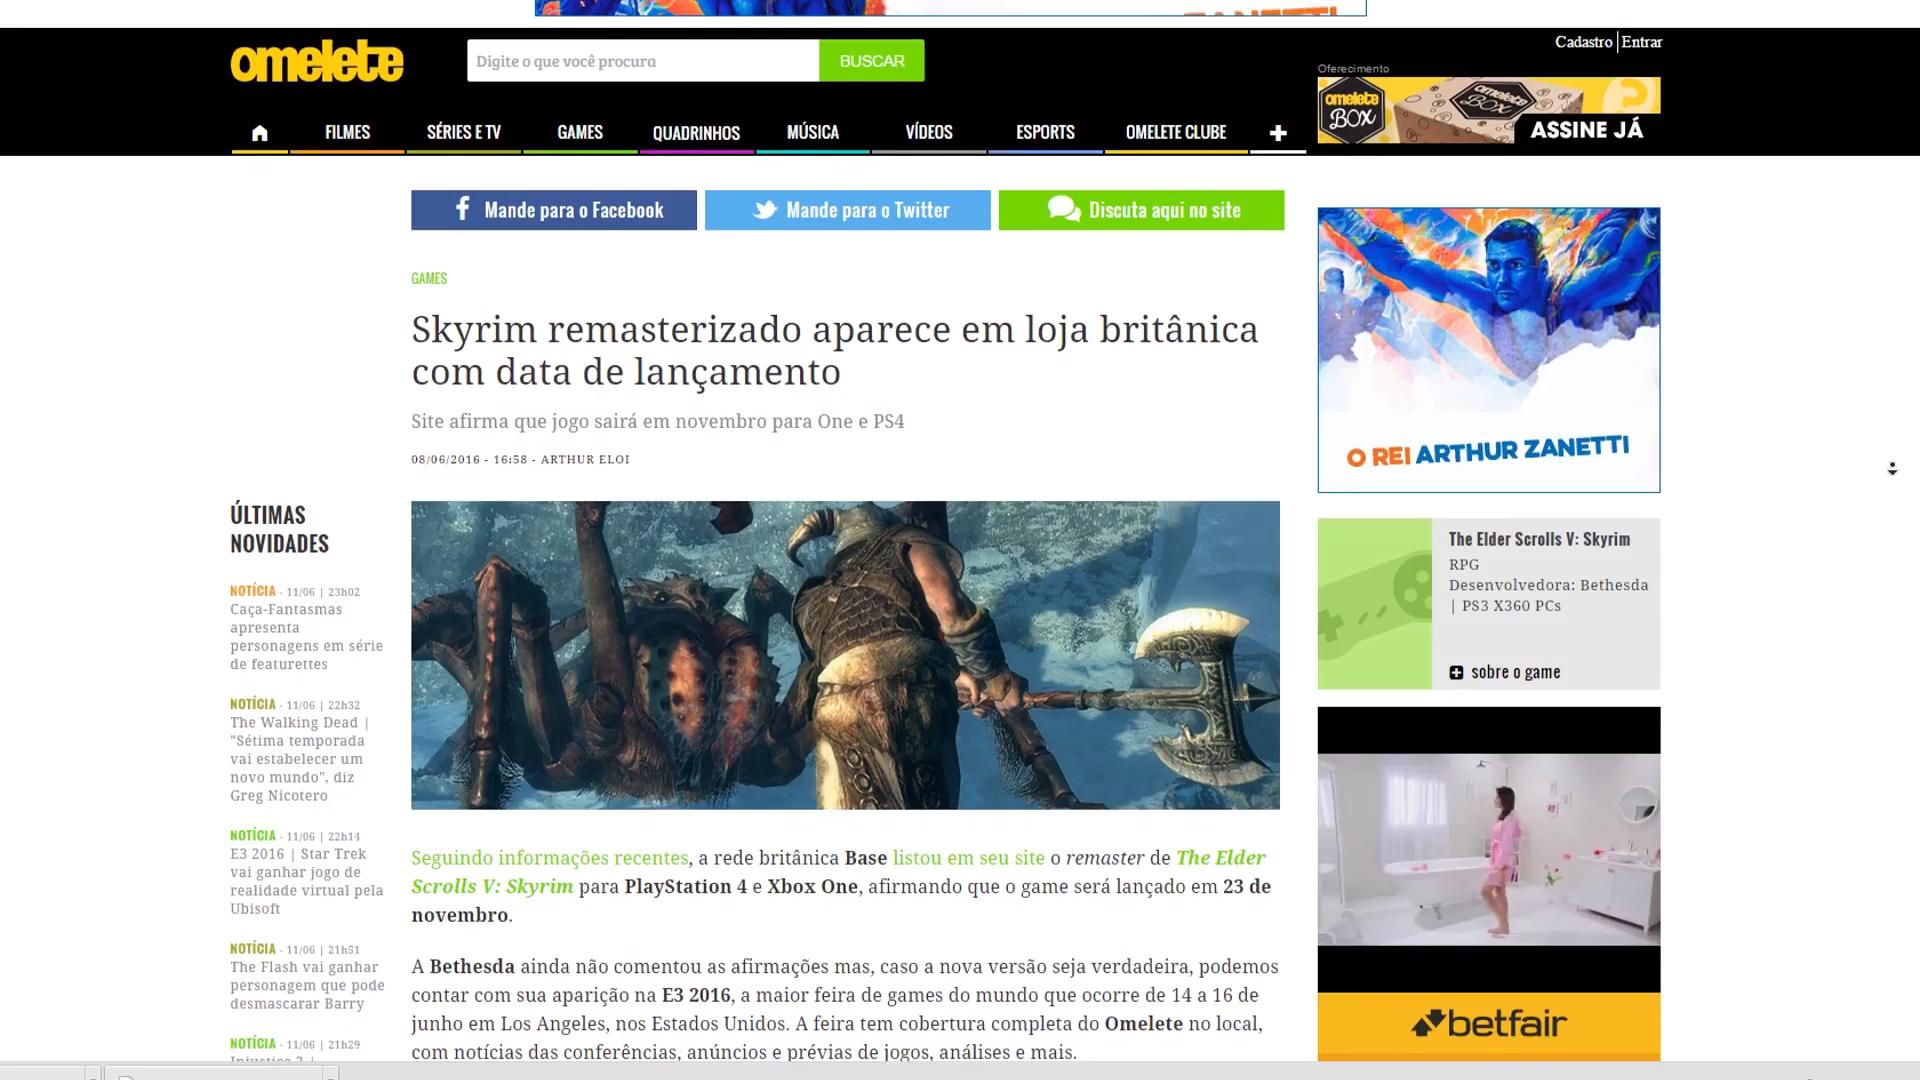 ZANETTI
omelete
Digite o que você procura
BUSCAR
Cadastro | Entrar
Oferecimento
omelete
BOX
omelete
BOX
ASSINE JÁ
FILMES
SÉRIES E TV
GAMES
QUADRINHOS
MÚSICA
VÍDEOS
ESPORTS
OMELETE CLUBE
Mande para o Facebook
Mande para o Twitter
Discuta aqui no site
GAMES
Skyrim remasterizado aparece em loja britânica
com data de lançamento
Site afirma que jogo sairá em novembro para One e PS4
08/06/2016 - 16:58 - ARTHUR ELOI
ÚLTIMAS
NOVIDADES
NOTÍCIA - 11/06 | 23h02
Caça-Fantasmas
apresenta
personagens em série
de featurettes
NOTÍCIA - 11/06 | 22h32
The Walking Dead |
"Sétima temporada
vai estabelecer um
novo mundo", diz
Greg Nicotero
NOTÍCIA - 11/06 | 22h14
E3 2016 | Star Trek
vai ganhar jogo de
realidade virtual pela
Ubisoft
NOTÍCIA - 11/06 | 21h51
The Flash vai ganhar
personagem que pode
desmascarar Barry
NOTÍCIA - 11/06 | 21h29
Injustice 2 |
Seguindo informações recentes, a rede britânica Base listou em seu site o remaster de The Elder
Scrolls V: Skyrim para PlayStation 4 e Xbox One, afirmando que o game será lançado em 23 de
novembro.
A Bethesda ainda não comentou as afirmações mas, caso a nova versão seja verdadeira, podemos
contar com sua aparição na E3 2016, a maior feira de games do mundo que ocorre de 14 a 16 de
junho em Los Angeles, nos Estados Unidos. A feira tem cobertura completa do Omelete no local,
com notícias das conferências, anúncios e prévias de jogos, análises e mais.
O REI ARTHUR ZANETTI
The Elder Scrolls V: Skyrim
RPG
Desenvolvedora: Bethesda
| PS3 X360 PCs
sobre o game
betfair